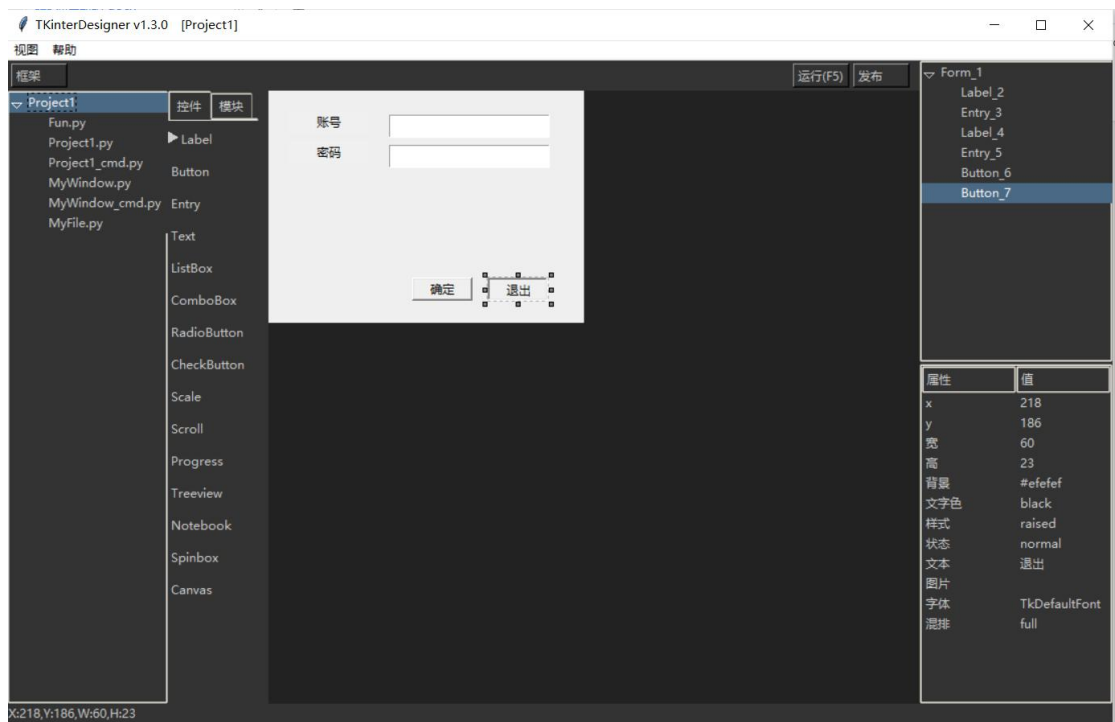 TKinterDesigner v1.3.0 [Project1]
视图 帮助
框架
运行(F5) 发布
Project1
Fun.py
Project1.py
Project1_cmd.py
MyWindow.py
MyWindow_cmd.py
MyFile.py
控件 模块
Label
Button
Entry
Text
ListBox
ComboBox
RadioButton
CheckButton
Scale
Scroll
Progress
Treeview
Notebook
Spinbox
Canvas
账号
密码
确定 退出
Form_1
Label_2
Entry_3
Label_4
Entry_5
Button_6
Button_7
属性 值
x 218
y 186
宽 60
高 23
背景 #efefef
文字色 black
样式 raised
状态 normal
文本 退出
图片
字体 TkDefaultFont
混排 full
X:218,Y:186,W:60,H:23